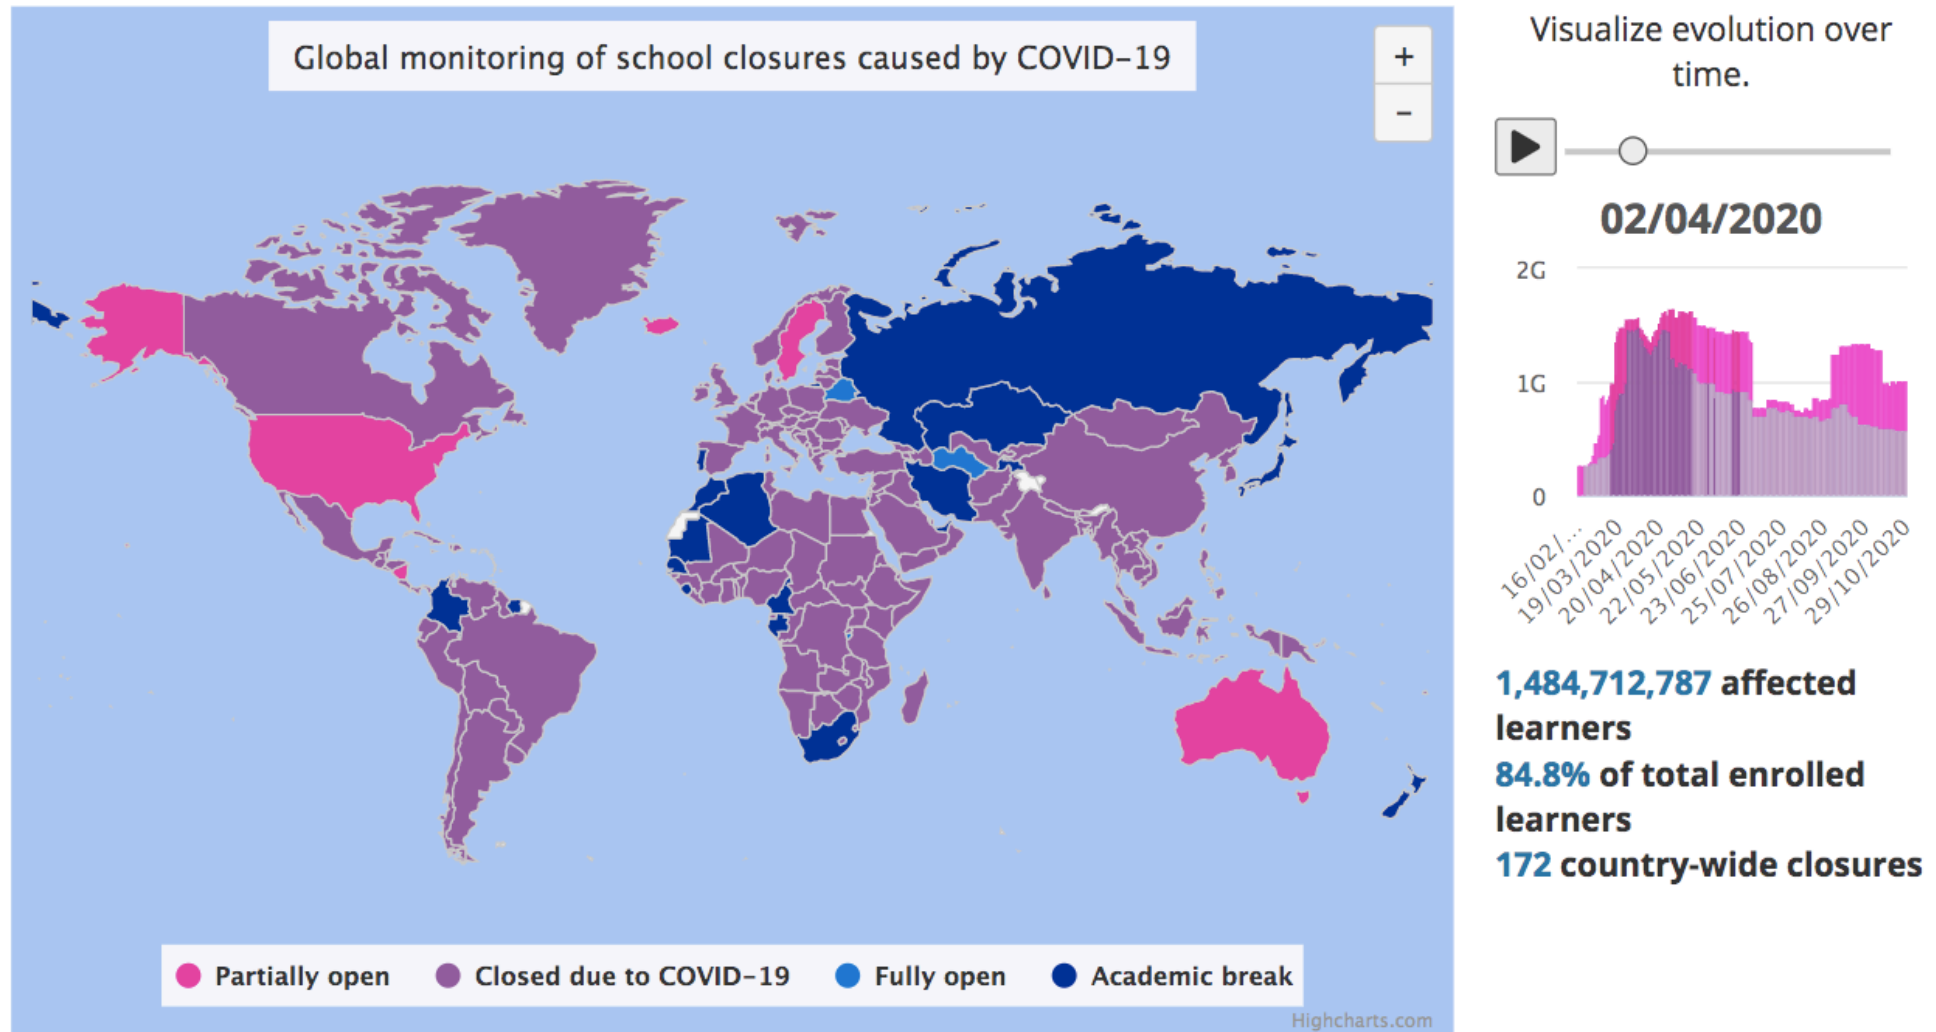 Global monitoring of school closures caused by COVID-19
+
−
Visualize evolution over
time.
02/04/2020
2G
1G
0
16/02/...
19/03/2020
20/04/2020
22/05/2020
23/06/2020
25/07/2020
26/08/2020
27/09/2020
29/10/2020
1,484,712,787 affected
learners
84.8% of total enrolled
learners
172 country-wide closures
Partially open
Closed due to COVID-19
Fully open
Academic break
Highcharts.com